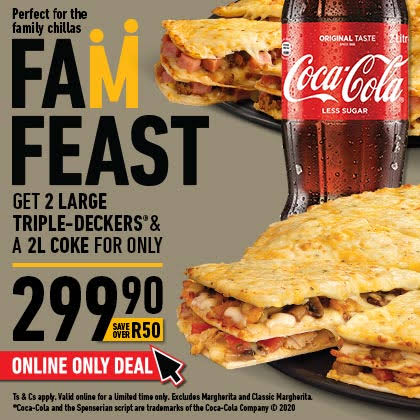 Perfect for the
family chillas
FAM
FEAST
GET 2 LARGE
TRIPLE-DECKERS® &
A 2L COKE FOR ONLY
299.90
SAVE
OVER R50
ONLINE ONLY DEAL
ORIGINAL TASTE
Coca-Cola
LESS SUGAR
Ts & Cs apply. Valid online for a limited time only. Excludes Margherita and Classic Margherita.
*Coca-Cola and the Spenserian script are trademarks of the Coca-Cola Company © 2020